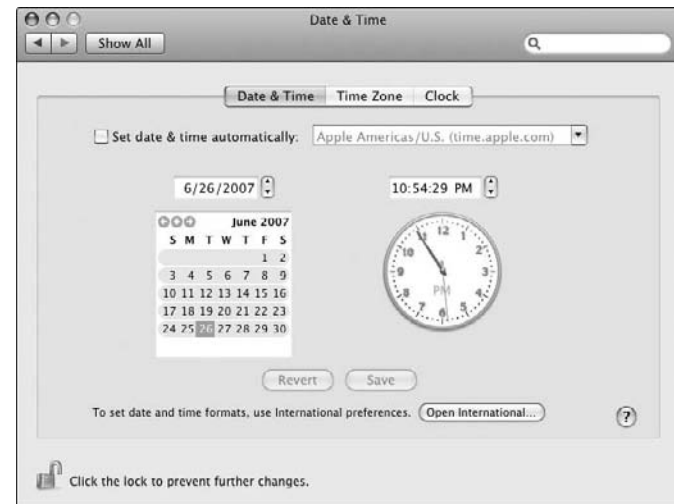 Date & Time
Show All
Date & Time Time Zone Clock
Set date & time automatically: Apple Americas/U.S. (time.apple.com)
6/26/2007 10:54:29 PM
June 2007
S M T W T F S
1 2
3 4 5 6 7 8 9
10 11 12 13 14 15 16
17 18 19 20 21 22 23
24 25 26 27 28 29 30
12
1
2
3
4
5
6
7
8
9
10
11
PM
Revert Save
To set date and time formats, use International preferences. Open International... ?
Click the lock to prevent further changes.